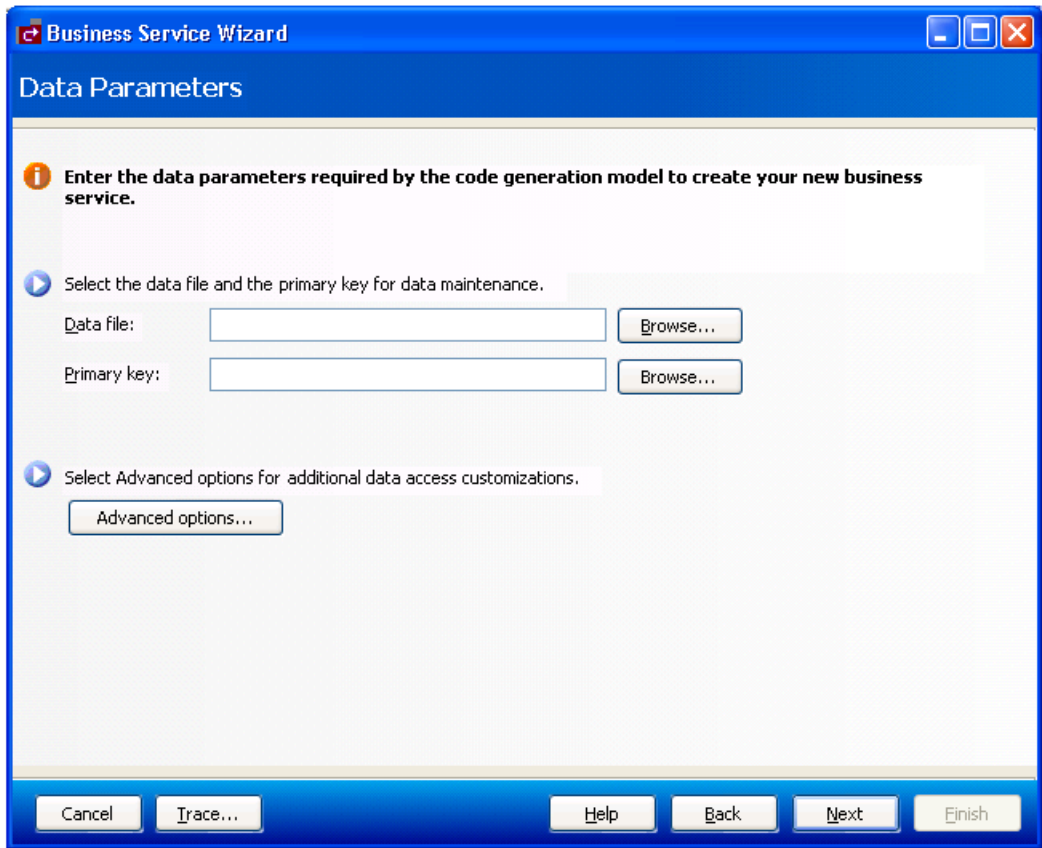 Business Service Wizard
Data Parameters
Enter the data parameters required by the code generation model to create your new business
service.
Select the data file and the primary key for data maintenance.
Data file:
Browse...
Primary key:
Browse...
Select Advanced options for additional data access customizations.
Advanced options...
Cancel Trace... Help Back Next Finish